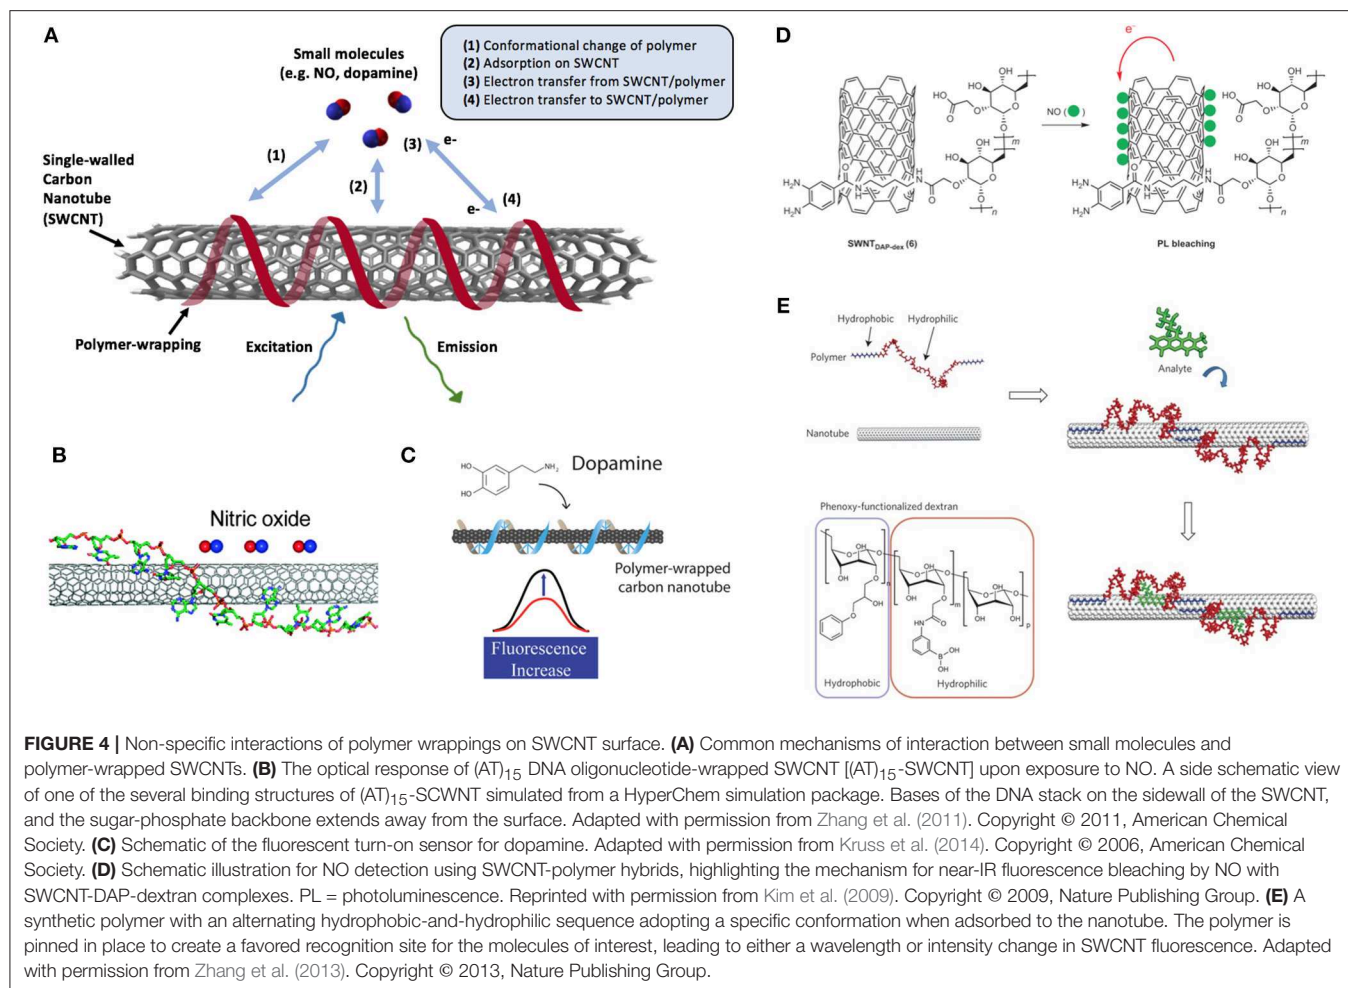 A
Small molecules
(e.g. NO, dopamine)
(1) Conformational change of polymer
(2) Adsorption on SWCNT
(3) Electron transfer from SWCNT/polymer
(4) Electron transfer to SWCNT/polymer
(1)
(2)
(3)
e-
e-
(4)
Single-walled
Carbon
Nanotube
(SWCNT)
Polymer-wrapping
Excitation
Emission
B
Nitric oxide
C
HO
HO
NH2
Dopamine
Polymer-wrapped
carbon nanotube
Fluorescence
Increase
D
e-
NO ( )
SWNTDAP-dex (6)
PL bleaching
E
Hydrophobic
Hydrophilic
Polymer
Nanotube
Analyte
Phenoxy-functionalized dextran
Hydrophobic
Hydrophilic
FIGURE 4 | Non-specific interactions of polymer wrappings on SWCNT surface. (A) Common mechanisms of interaction between small molecules and
polymer-wrapped SWCNTs. (B) The optical response of (AT)15 DNA oligonucleotide-wrapped SWCNT [(AT)15-SWCNT] upon exposure to NO. A side schematic view
of one of the several binding structures of (AT)15-SCWNT simulated from a HyperChem simulation package. Bases of the DNA stack on the sidewall of the SWCNT,
and the sugar-phosphate backbone extends away from the surface. Adapted with permission from Zhang et al. (2011). Copyright © 2011, American Chemical
Society. (C) Schematic of the fluorescent turn-on sensor for dopamine. Adapted with permission from Kruss et al. (2014). Copyright © 2006, American Chemical
Society. (D) Schematic illustration for NO detection using SWCNT-polymer hybrids, highlighting the mechanism for near-IR fluorescence bleaching by NO with
SWCNT-DAP-dextran complexes. PL = photoluminescence. Reprinted with permission from Kim et al. (2009). Copyright © 2009, Nature Publishing Group. (E) A
synthetic polymer with an alternating hydrophobic-and-hydrophilic sequence adopting a specific conformation when adsorbed to the nanotube. The polymer is
pinned in place to create a favored recognition site for the molecules of interest, leading to either a wavelength or intensity change in SWCNT fluorescence. Adapted
with permission from Zhang et al. (2013). Copyright © 2013, Nature Publishing Group.